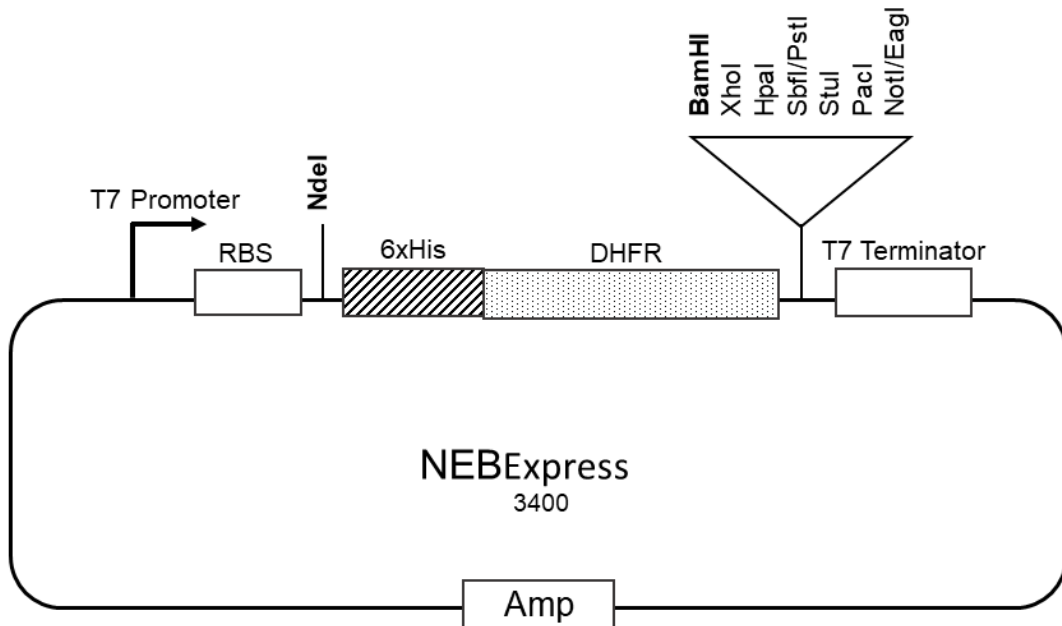 BamHI
XhoI
HpaI
SbfI/PstI
StuI
PacI
NotI/EagI
T7 Promoter
NdeI
RBS
6xHis
DHFR
T7 Terminator
NEBExpress
3400
Amp